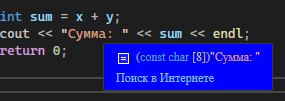 int sum = x + y;
cout << "Сумма: " << sum << endl;
return 0;
(const char [8])"Сумма: "
Поиск в Интернете